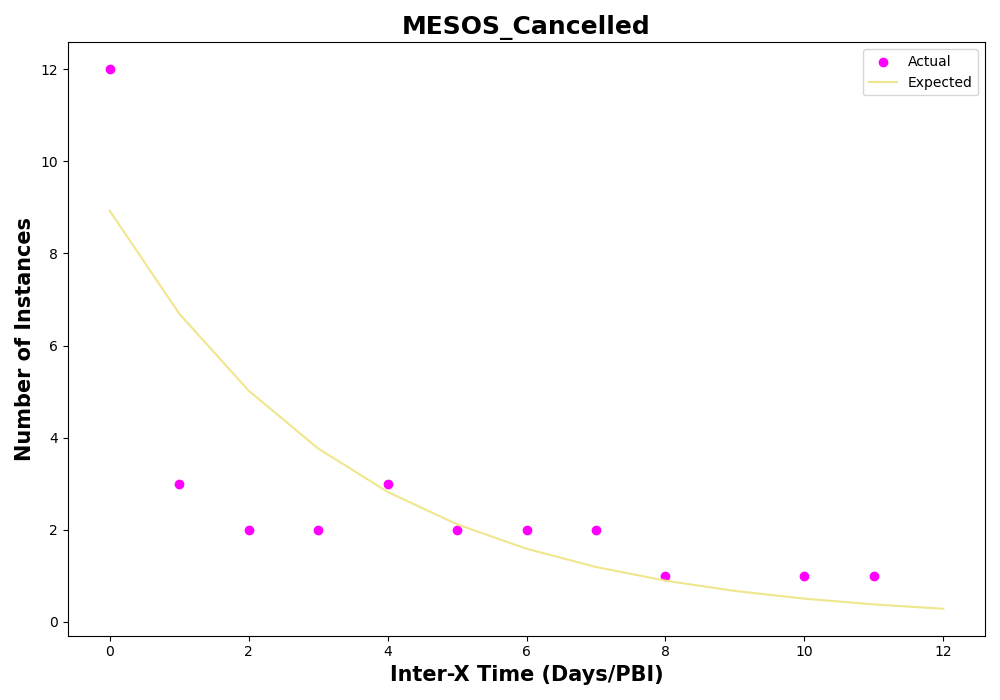 MESOS_Cancelled
Actual
Expected
Number of Instances
12
10
8
6
4
2
0
0 2 4 6 8 10 12
Inter-X Time (Days/PBI)